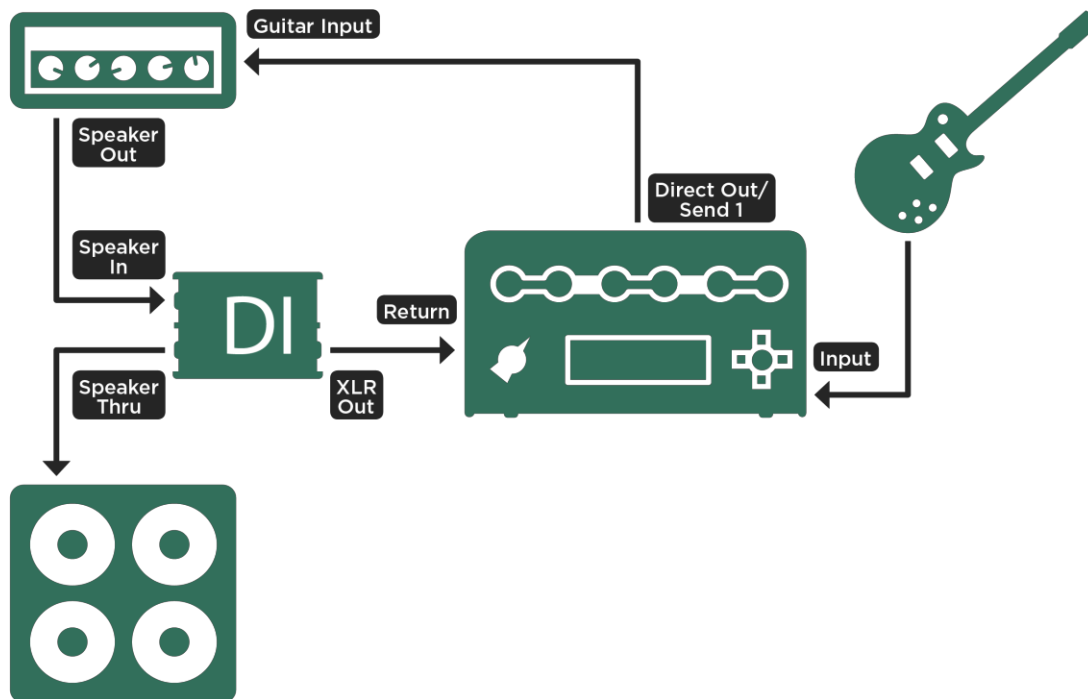 Guitar Input
Speaker
Out
Direct Out/
Send 1
Speaker
In
DI
Return
Input
Speaker
Thru
XLR
Out